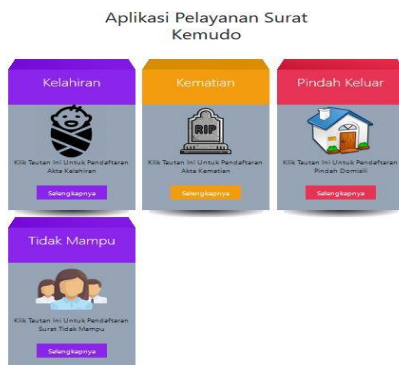 Aplikasi Pelayanan Surat
Kemudo
Kelahiran
RIP
Klik Tautan Ini Untuk Pendaftaran
Akta Kelahiran
Selengkapnya
Kematian
RIP
Klik Tautan Ini Untuk Pendaftaran
Akta Kematian
Selengkapnya
Pindah Keluar
Klik Tautan Ini Untuk Pendaftaran
Pindah Domisili
Selengkapnya
Tidak Mampu
Klik Tautan Ini Untuk Pendaftaran
Surat Tidak Mampu
Selengkapnya